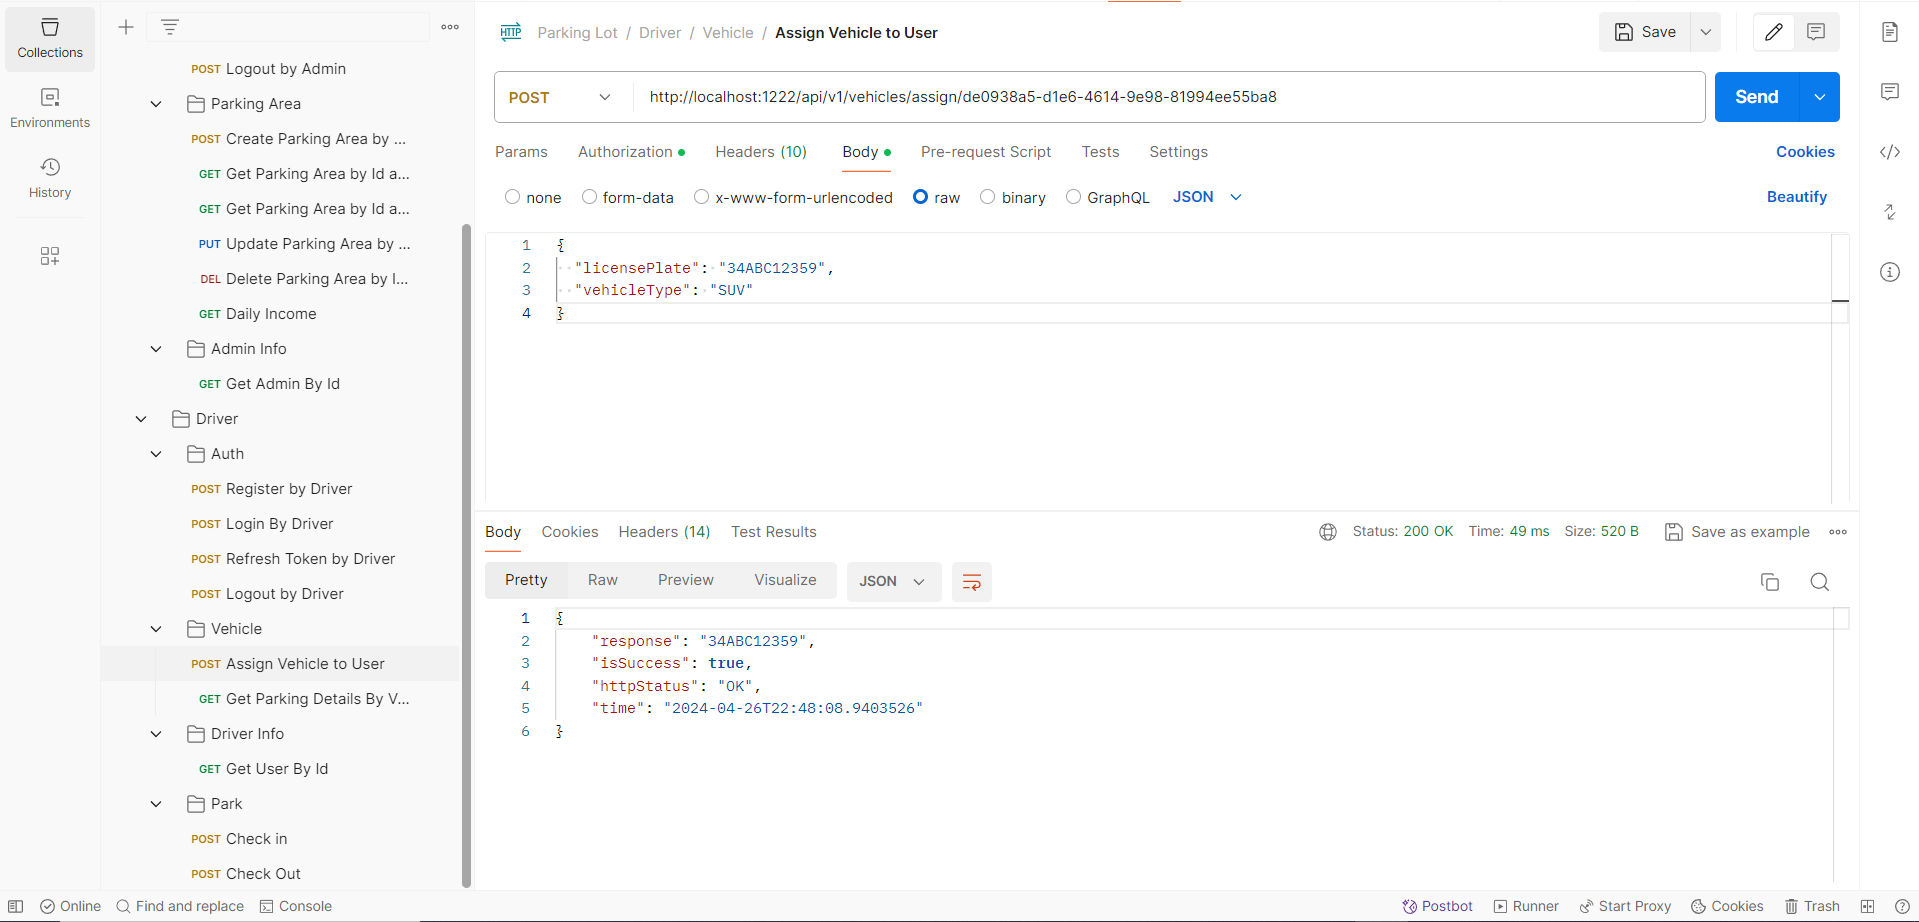 Collections
Environments
History
POST Logout by Admin
Parking Area
POST Create Parking Area by ...
GET Get Parking Area by Id a...
GET Get Parking Area by Id a...
PUT Update Parking Area by ...
DEL Delete Parking Area by I...
GET Daily Income
Admin Info
GET Get Admin By Id
Driver
Auth
POST Register by Driver
POST Login By Driver
POST Refresh Token by Driver
POST Logout by Driver
Vehicle
POST Assign Vehicle to User
GET Get Parking Details By V...
Driver Info
GET Get User By Id
Park
POST Check in
POST Check Out
HTTP Parking Lot / Driver / Vehicle / Assign Vehicle to User
Save
POST http://localhost:1222/api/v1/vehicles/assign/de0938a5-d1e6-4614-9e98-81994ee55ba8 Send
Params Authorization Headers (10) Body Pre-request Script Tests Settings Cookies
none form-data x-www-form-urlencoded raw binary GraphQL JSON Beautify
1 {
2 "licensePlate": "34ABC12359",
3 "vehicleType": "SUV"
4 }
Body Cookies Headers (14) Test Results Status: 200 OK Time: 49 ms Size: 520 B Save as example
Pretty Raw Preview Visualize JSON
1 {
2 "response": "34ABC12359",
3 "isSuccess": true,
4 "httpStatus": "OK",
5 "time": "2024-04-26T22:48:08.9403526"
6 }
Online Find and replace Console Postbot Runner Start Proxy Cookies Trash